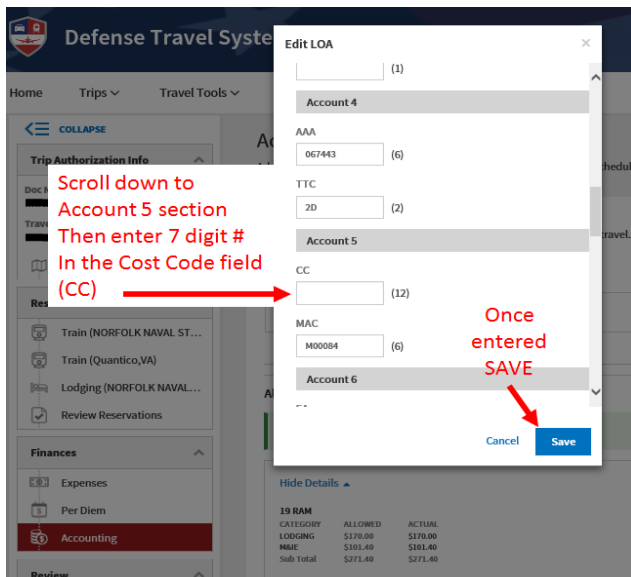 Defense Travel Syste
Edit LOA
×
(1)
Home
Trips
Travel Tools
COLLAPSE
Trip Authorization Info
Account 4
AAA
067443
(6)
TTC
2D
(2)
Account 5
CC
(12)
MAC
M00084
(6)
Account 6
Cancel
Save
Scroll down to
Account 5 section
Then enter 7 digit #
In the Cost Code field
(CC)
Once
entered
SAVE
travel.
Train (NORFOLK NAVAL ST...
Train (Quantico,VA)
Lodging (NORFOLK NAVAL...
Review Reservations
Finances
Expenses
Per Diem
Accounting
Review
Hide Details
19 RAM
CATEGORY ALLOWED ACTUAL
LODGING $170.00 $170.00
M&IE $101.40 $101.40
Sub Total $271.40 $271.40